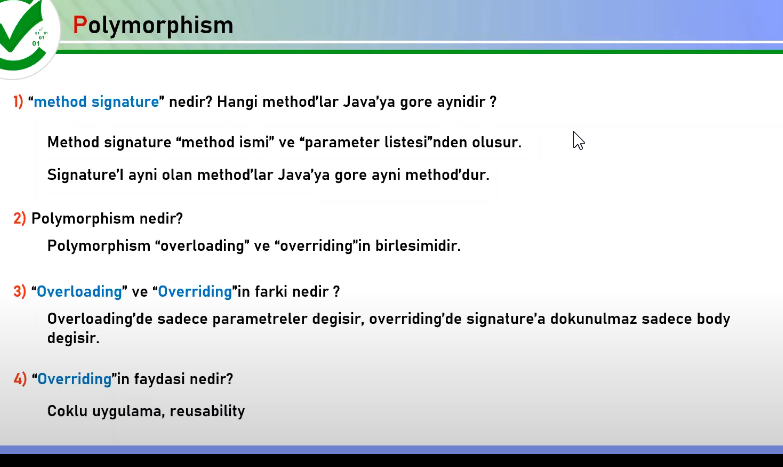 Polymorphism
1) “method signature” nedir? Hangi method’lar Java’ya gore aynidir ?
Method signature “method ismi” ve “parameter listesi”nden olusur.
Signature’I ayni olan method’lar Java’ya gore ayni method’dur.
2) Polymorphism nedir?
Polymorphism “overloading” ve “overriding”in birlesimidir.
3) “Overloading” ve “Overriding”in farki nedir ?
Overloading’de sadece parametreler degisir, overriding’de signature’a dokunulmaz sadece body
degisir.
4) “Overriding”in faydasi nedir?
Coklu uygulama, reusability